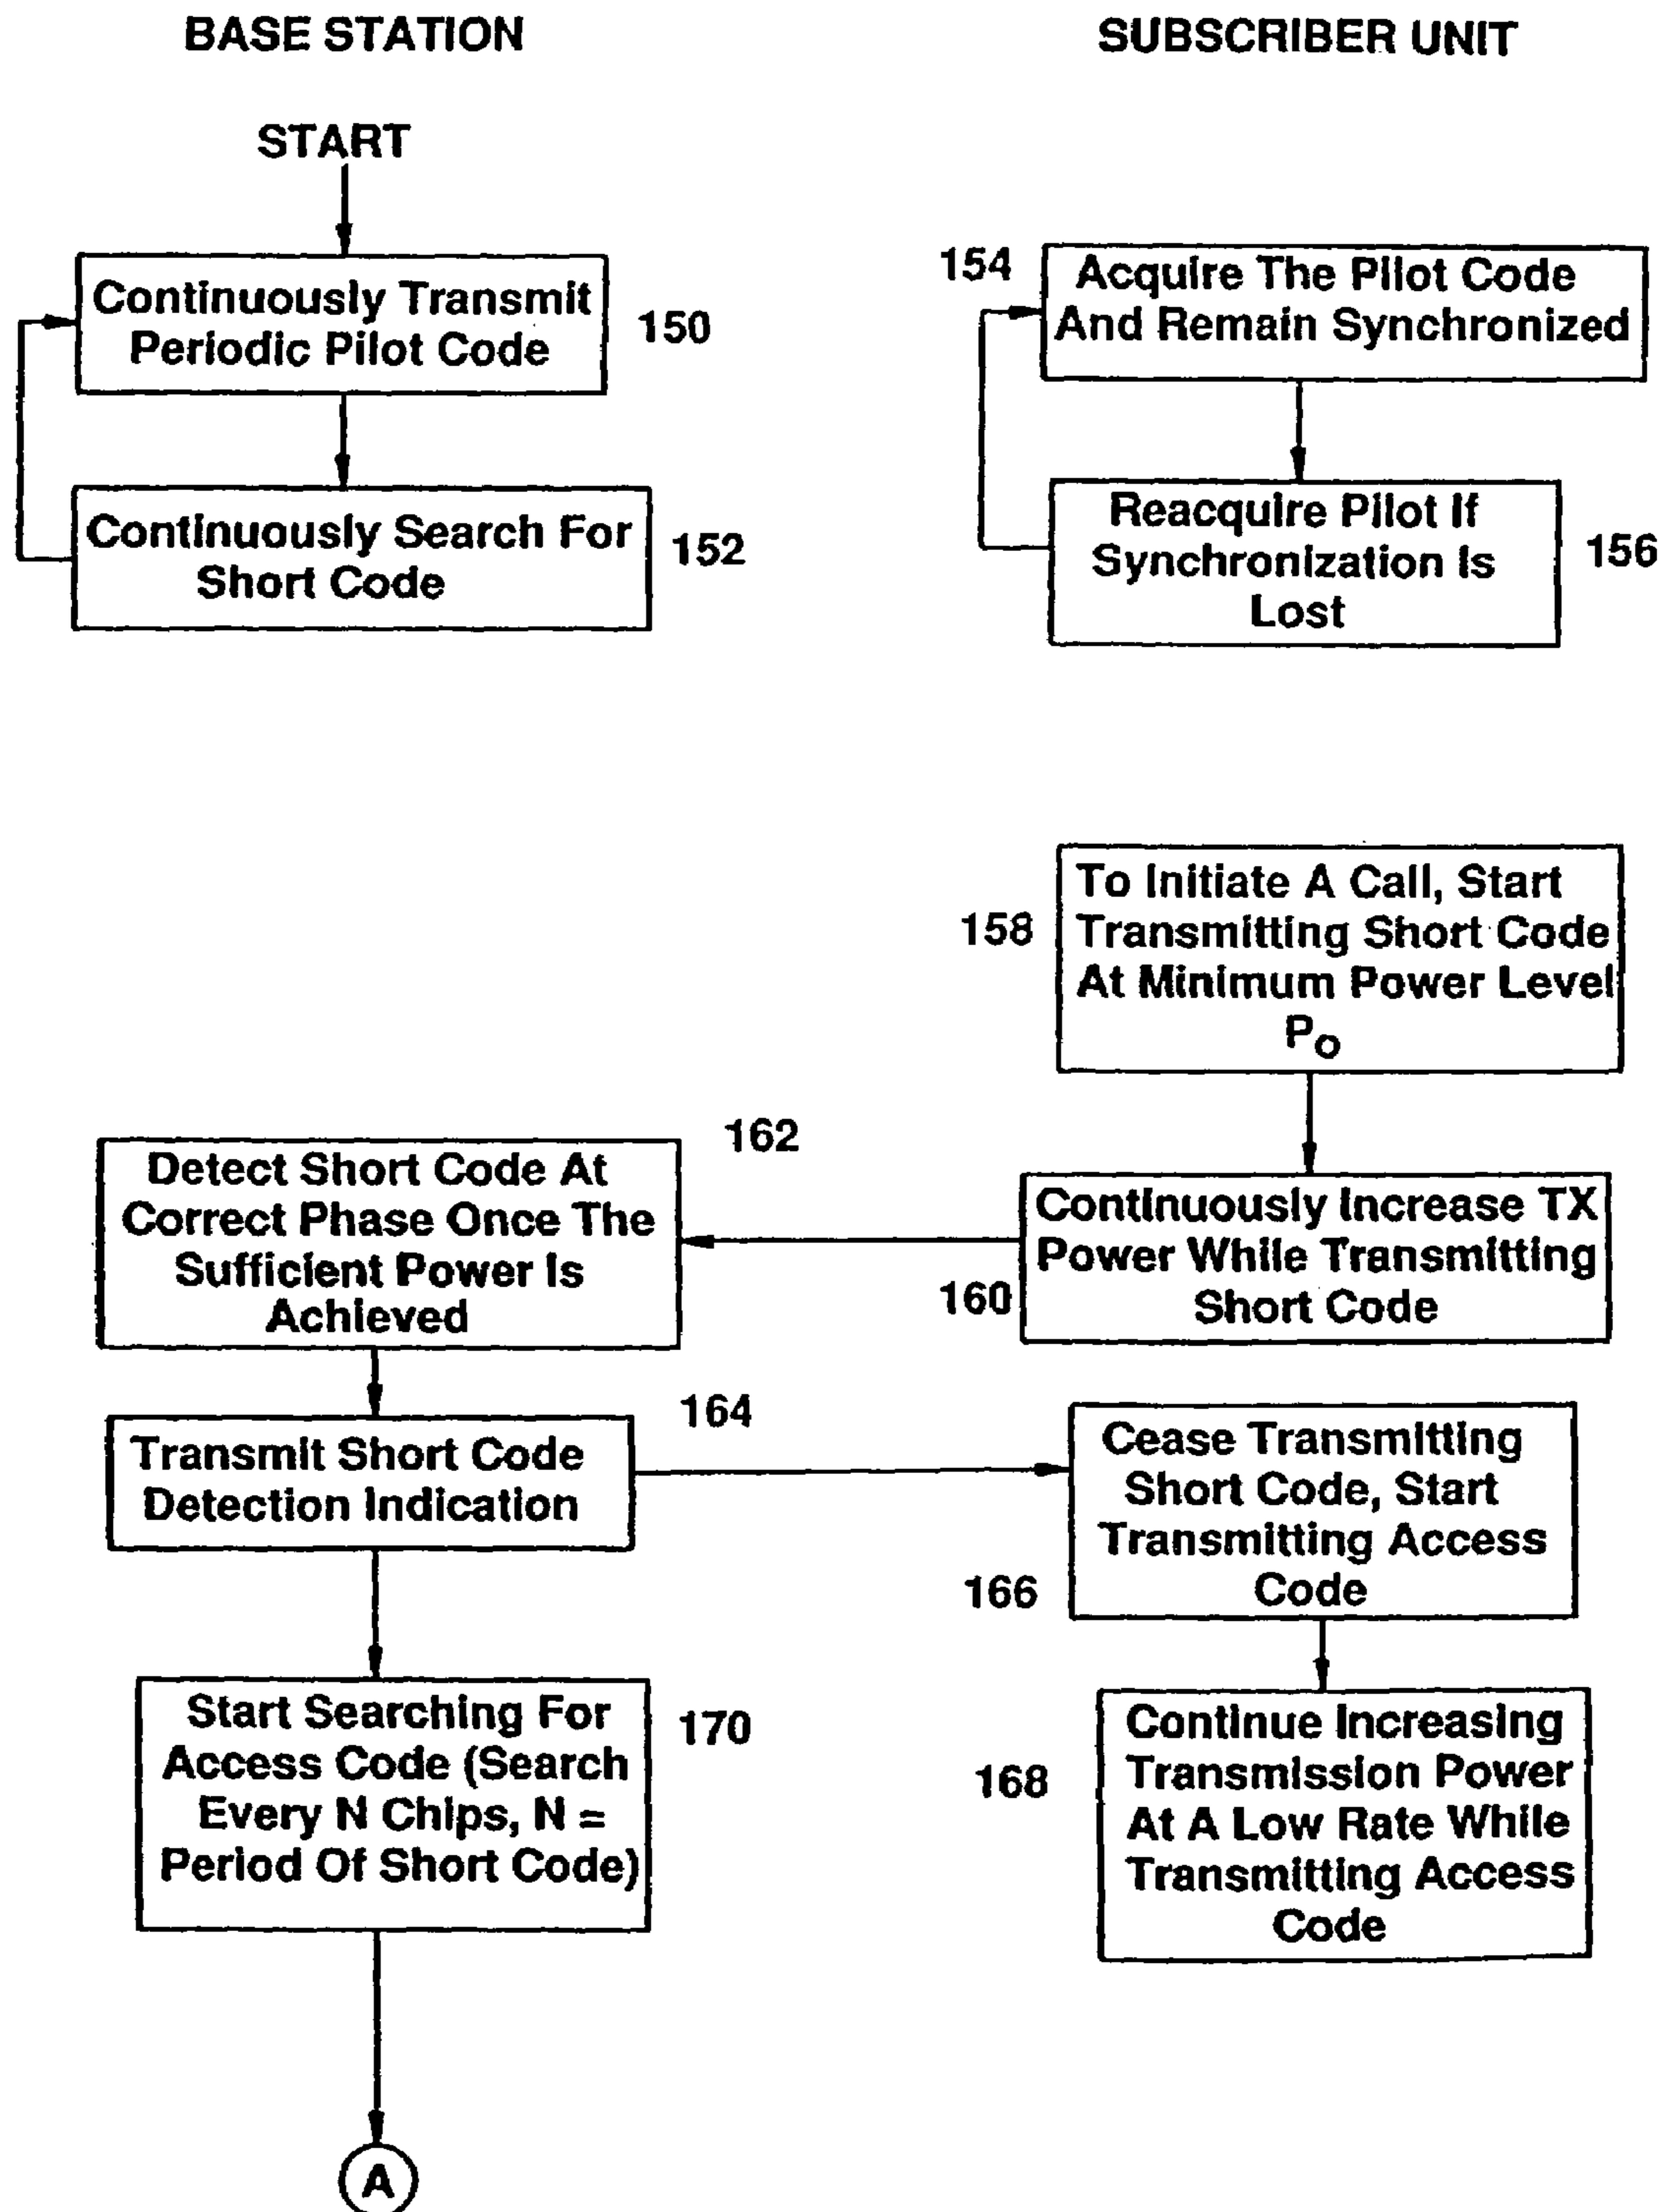 BASE STATION
SUBSCRIBER UNIT
START
Continuously Transmit
Periodic Pilot Code
150
Continuously Search For
Short Code
152
154
Acquire The Pilot Code
And Remain Synchronized
Reacquire Pilot If
Synchronization Is
Lost
156
158
To Initiate A Call, Start
Transmitting Short Code
At Minimum Power Level
Po
Continuously Increase TX
Power While Transmitting
Short Code
160
162
Detect Short Code At
Correct Phase Once The
Sufficient Power Is
Achieved
164
Transmit Short Code
Detection Indication
Cease Transmitting
Short Code, Start
Transmitting Access
Code
166
168
Continue Increasing
Transmission Power
At A Low Rate While
Transmitting Access
Code
Start Searching For
Access Code (Search
Every N Chips, N =
Period Of Short Code)
170
A